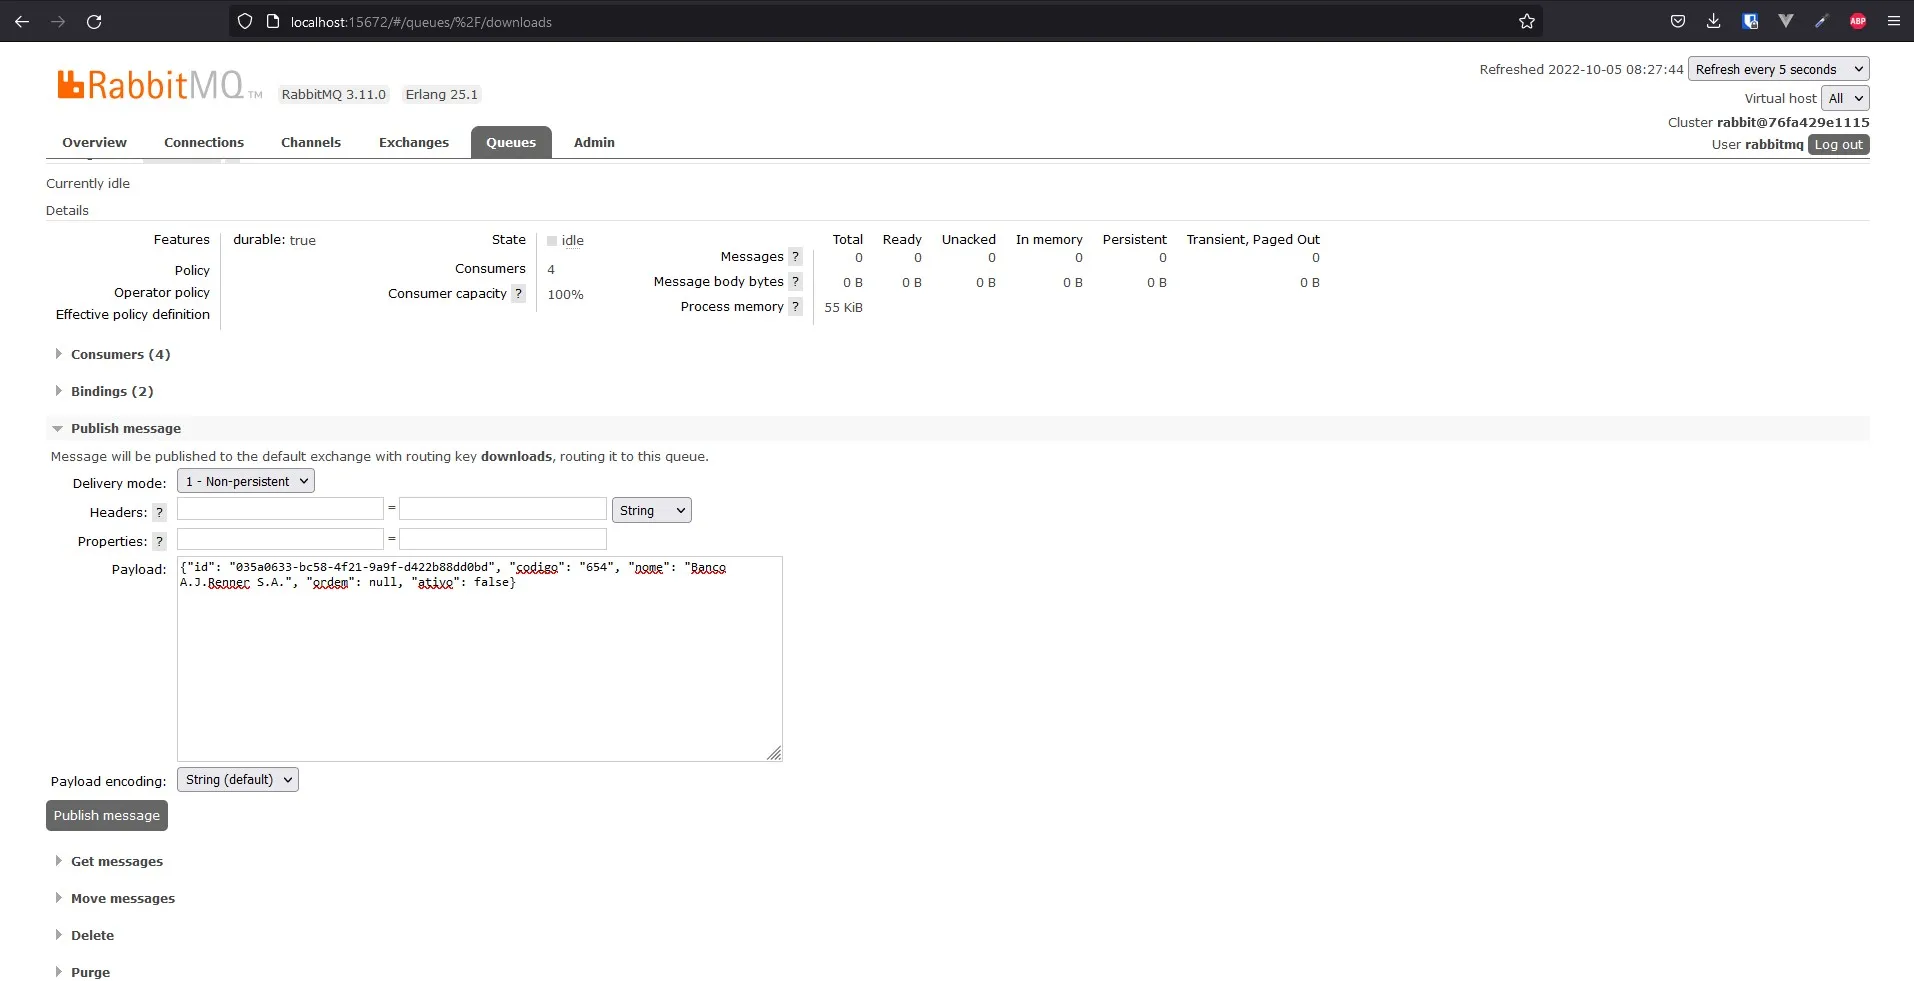 localhost:15672/#/queues/%2F/downloads
ABP
RabbitMQ TM RabbitMQ 3.11.0 Erlang 25.1
Refreshed 2022-10-05 08:27:44 Refresh every 5 seconds
Virtual host All
Cluster rabbit@76fa429e1115
User rabbitmq Log out
Overview Connections Channels Exchanges Queues Admin
Currently idle
Details
Features durable: true
Policy
Operator policy
Effective policy definition
State idle
Consumers 4
Consumer capacity ? 100%
Total Ready Unacked In memory Persistent Transient, Paged Out
Messages ? 0 0 0 0 0 0
Message body bytes ? 0 B 0 B 0 B 0 B 0 B 0 B
Process memory ? 55 KiB
Consumers (4)
Bindings (2)
Publish message
Message will be published to the default exchange with routing key downloads, routing it to this queue.
Delivery mode: 1 - Non-persistent
Headers: ? = String
Properties: ? =
Payload: {"id": "035a0633-bc58-4f21-9a9f-d422b88dd0bd", "codigo": "654", "nome": "Banco
A.J.Renner S.A.", "ordem": null, "ativo": false}
Payload encoding: String (default)
Publish message
Get messages
Move messages
Delete
Purge